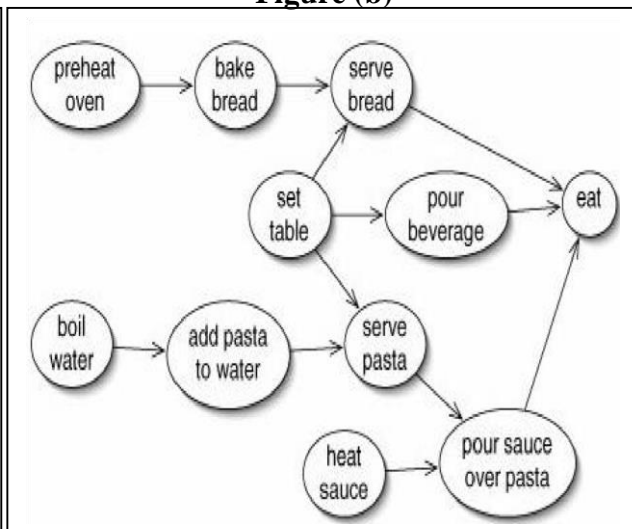 Figure (b)
preheat
oven
bake
bread
serve
bread
set
table
pour
beverage
eat
boil
water
add pasta
to water
serve
pasta
heat
sauce
pour sauce
over pasta